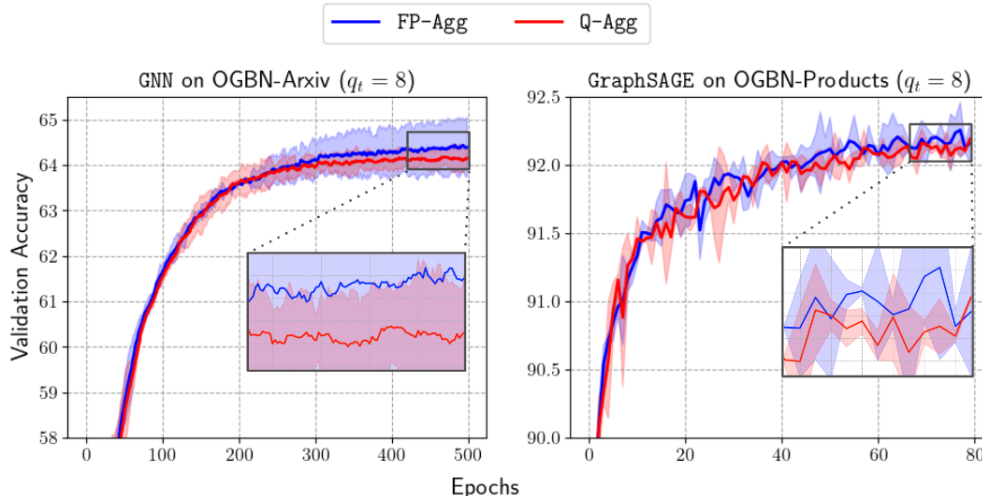 FP-Agg Q-Agg
GNN on OGBN-Arxiv (q_t = 8)
GraphSAGE on OGBN-Products (q_t = 8)
Validation Accuracy
65
64
63
62
61
60
59
58
0 100 200 300 400 500
92.5
92.0
91.5
91.0
90.5
90.0
0 20 40 60 80
Epochs